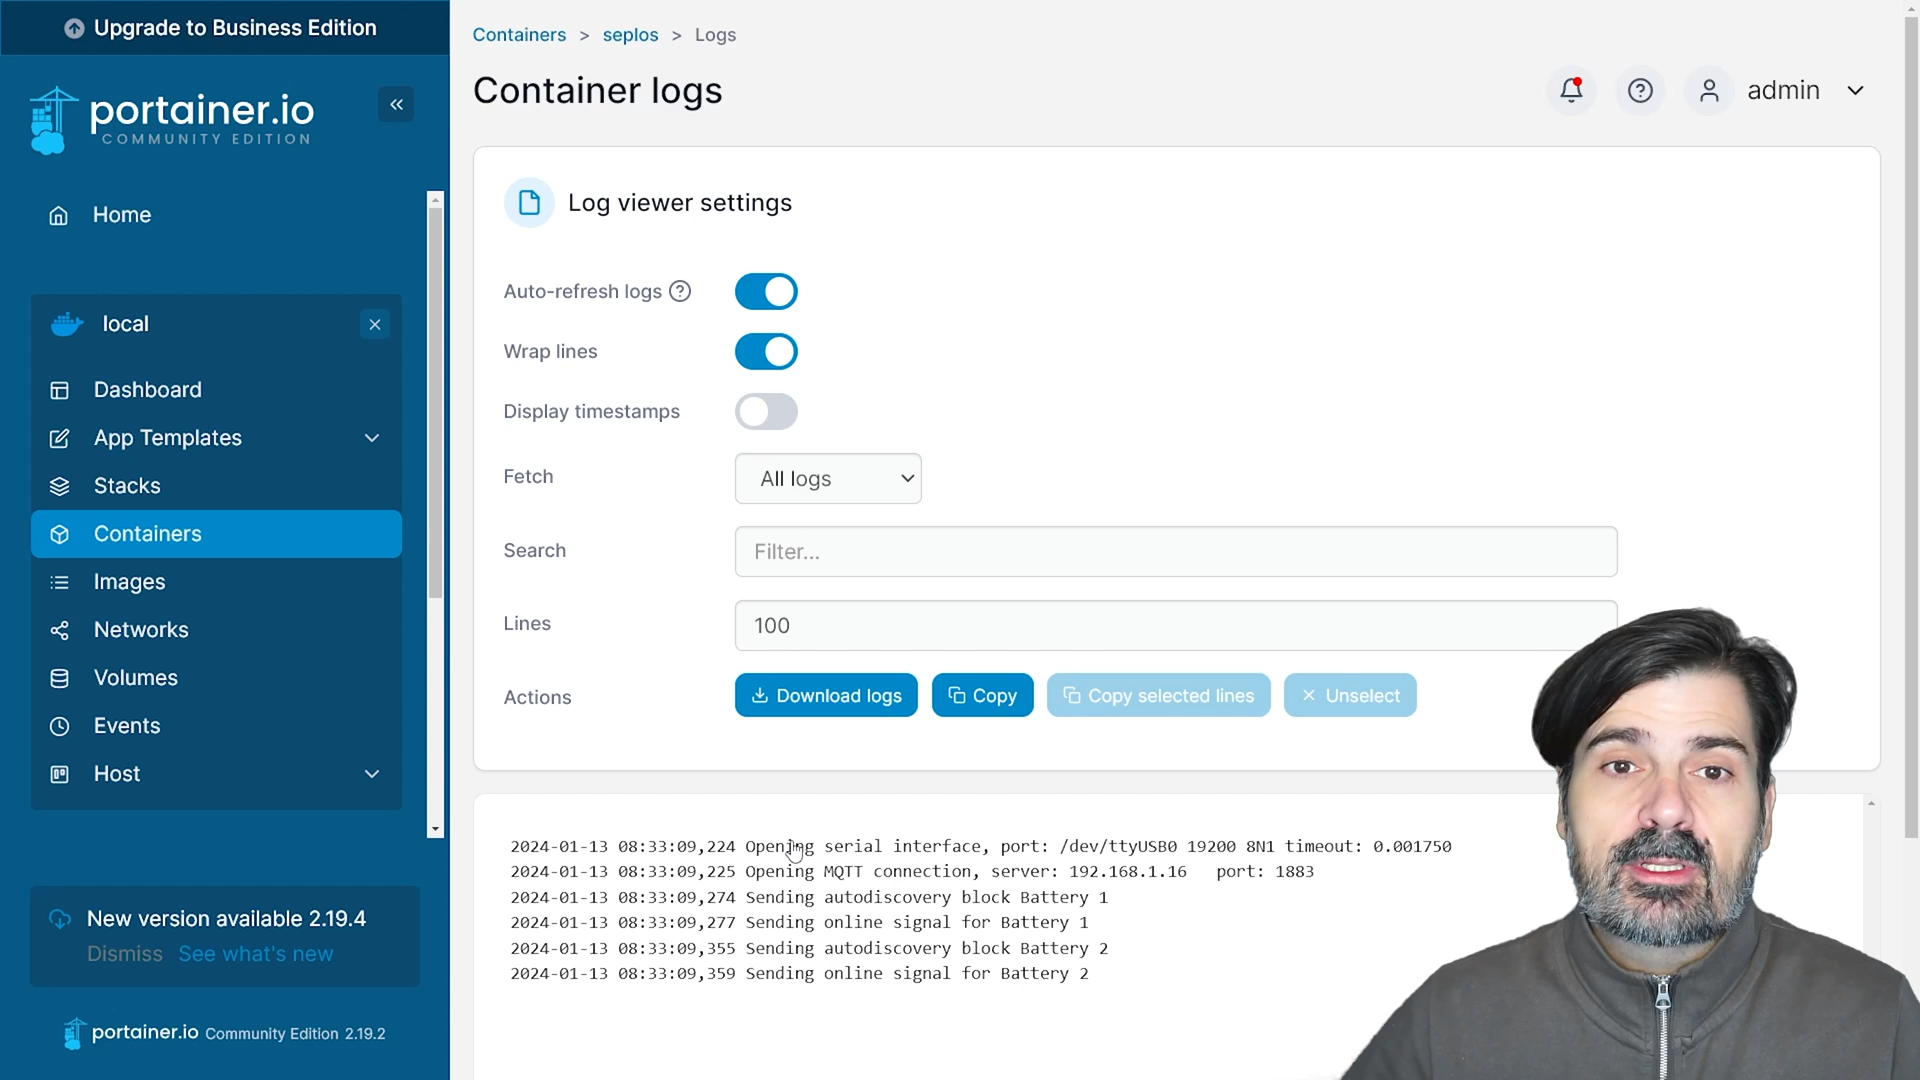 Upgrade to Business Edition
portainer.io
COMMUNITY EDITION
Home
local
Dashboard
App Templates
Stacks
Containers
Images
Networks
Volumes
Events
Host
New version available 2.19.4
Dismiss See what's new
portainer.io Community Edition 2.19.2
Containers > seplos > Logs
Container logs
admin
Log viewer settings
Auto-refresh logs
Wrap lines
Display timestamps
Fetch All logs
Search Filter...
Lines 100
Actions Download logs Copy Copy selected lines Unselect
2024-01-13 08:33:09,224 Opening serial interface, port: /dev/ttyUSB0 19200 8N1 timeout: 0.001750
2024-01-13 08:33:09,225 Opening MQTT connection, server: 192.168.1.16 port: 1883
2024-01-13 08:33:09,274 Sending autodiscovery block Battery 1
2024-01-13 08:33:09,277 Sending online signal for Battery 1
2024-01-13 08:33:09,355 Sending autodiscovery block Battery 2
2024-01-13 08:33:09,359 Sending online signal for Battery 2